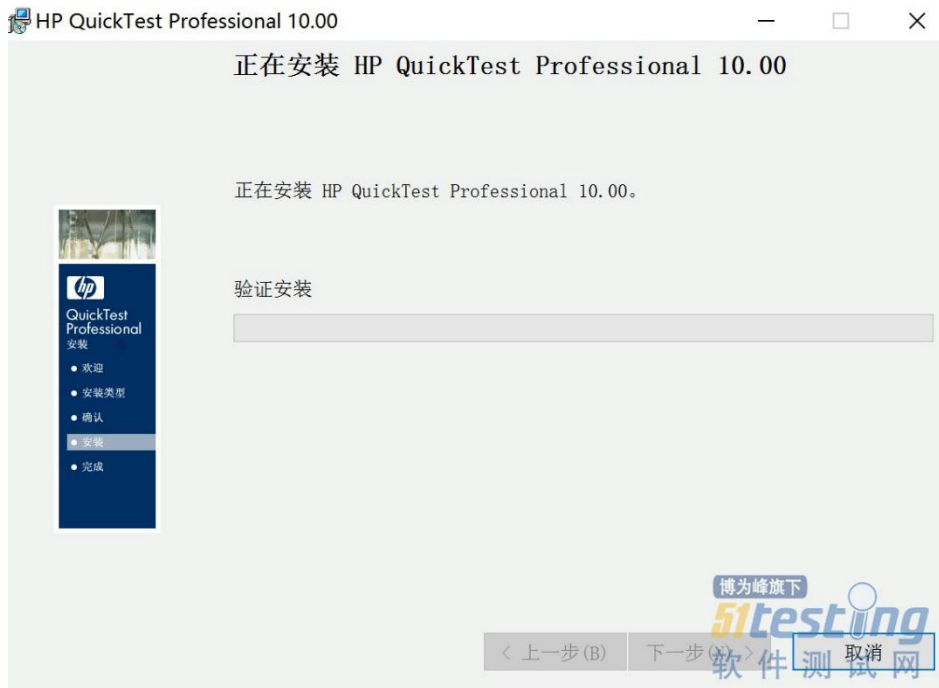 HP QuickTest Professional 10.00
正在安装 HP QuickTest Professional 10.00
正在安装 HP QuickTest Professional 10.00。
验证安装
hp
QuickTest
Professional
安装
欢迎
安装类型
确认
安装
完成
博为峰旗下
51testing
软件测试网
< 上一步(B)
下一步(N) >
取消